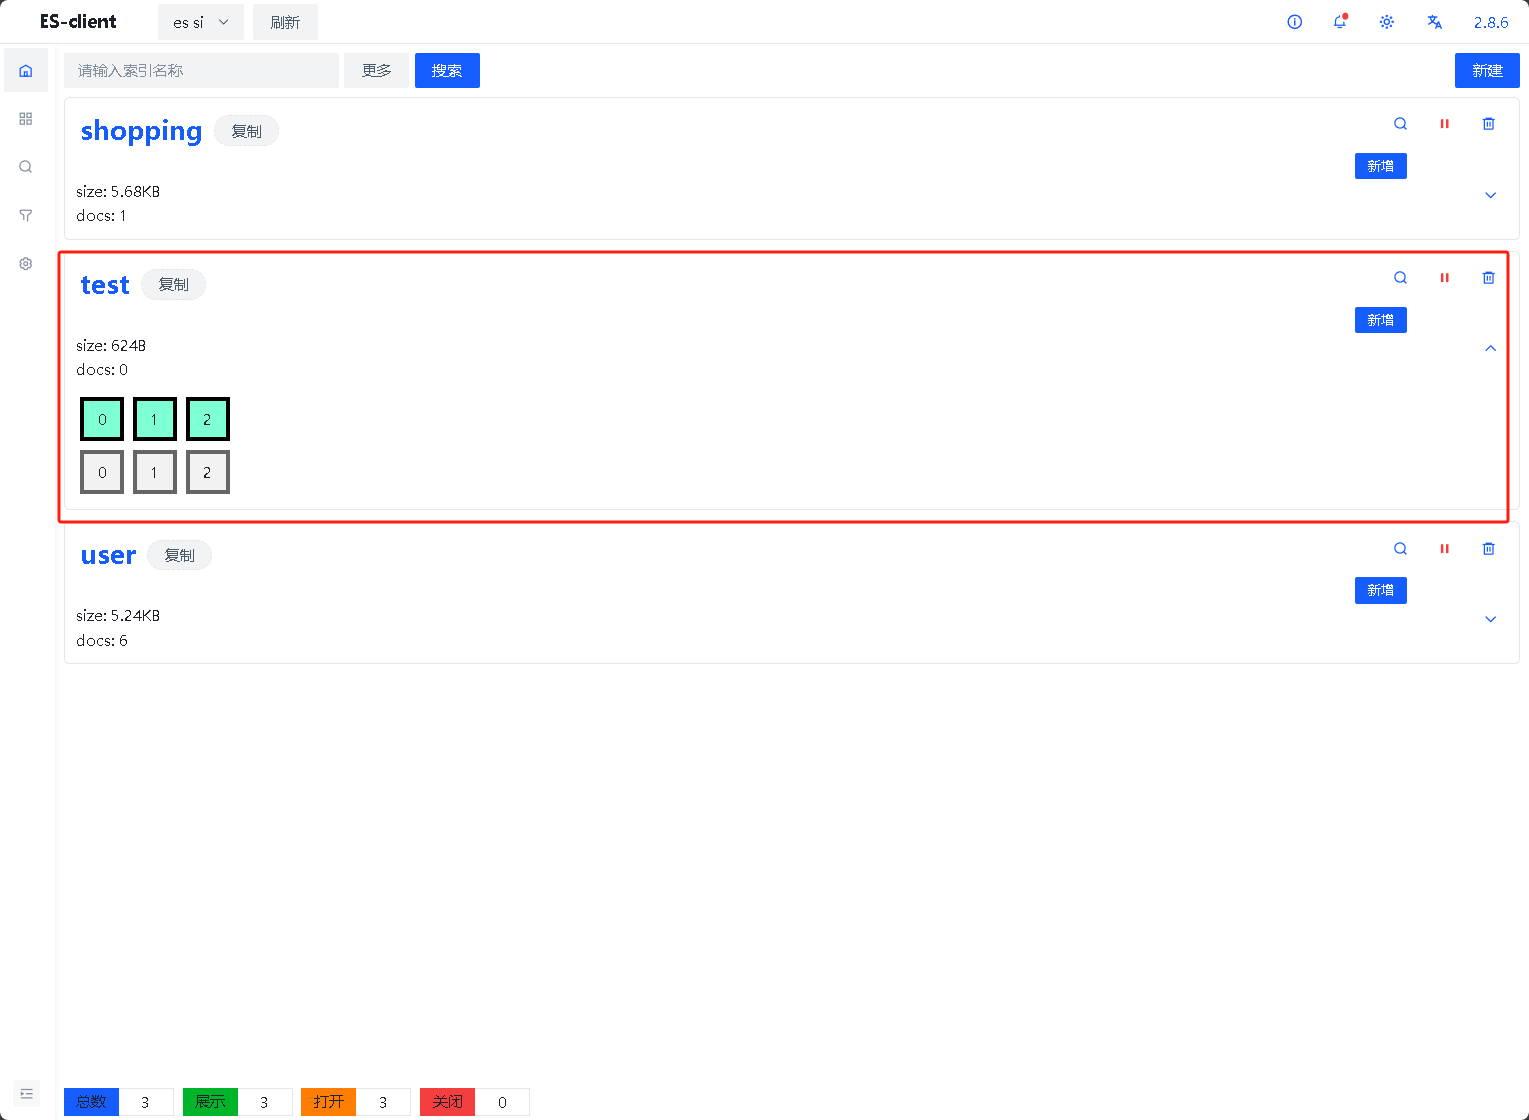 ES-client es si 刷新 2.8.6
请输入索引名称 更多 搜索 新建
shopping 复制
新增
size: 5.68KB
docs: 1
test 复制
新增
size: 624B
docs: 0
0 1 2
0 1 2
user 复制
新增
size: 5.24KB
docs: 6
总数 3 展示 3 打开 3 关闭 0